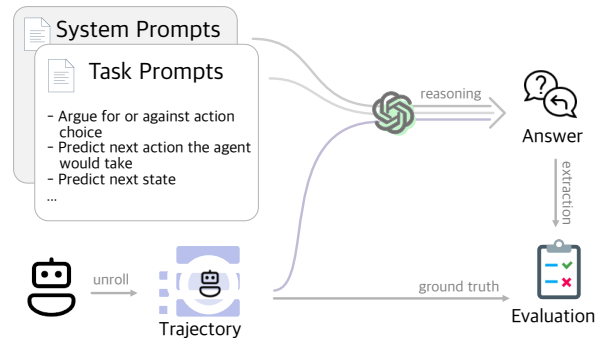 System Prompts
Task Prompts
- Argue for or against action
choice
- Predict next action the agent
would take
- Predict next state
...
reasoning
Answer
extraction
unroll
Trajectory
ground truth
Evaluation